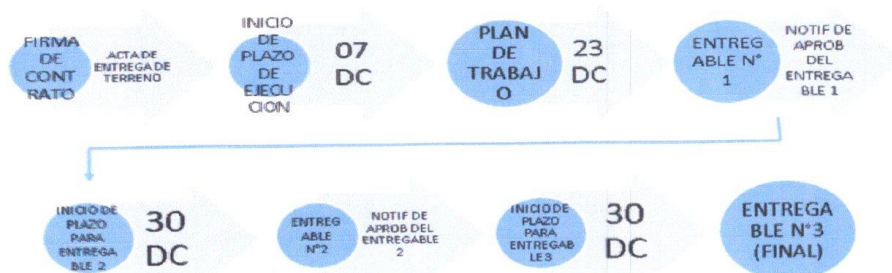 FIRMA
DE
CONT
RATO
ACTA DE
ENTREGA DE
TERRENO
INICIO
DE
PLAZO
DE
EJECU
CION
07
DC
PLAN
DE
TRABAJ
O
23
DC
ENTREG
ABLE N°
1
NOTIF DE
APROB
DEL
ENTREGA
BLE 1
INICIO DE
PLAZO
PARA
ENTREGA
BLE 2
30
DC
ENTREG
ABLE
N°2
NOTIF DE
APROB DEL
ENTREGABLE
2
INICIO DE
PLAZO
PARA
ENTREGAB
LE 3
30
DC
ENTREGA
BLE N°3
(FINAL)